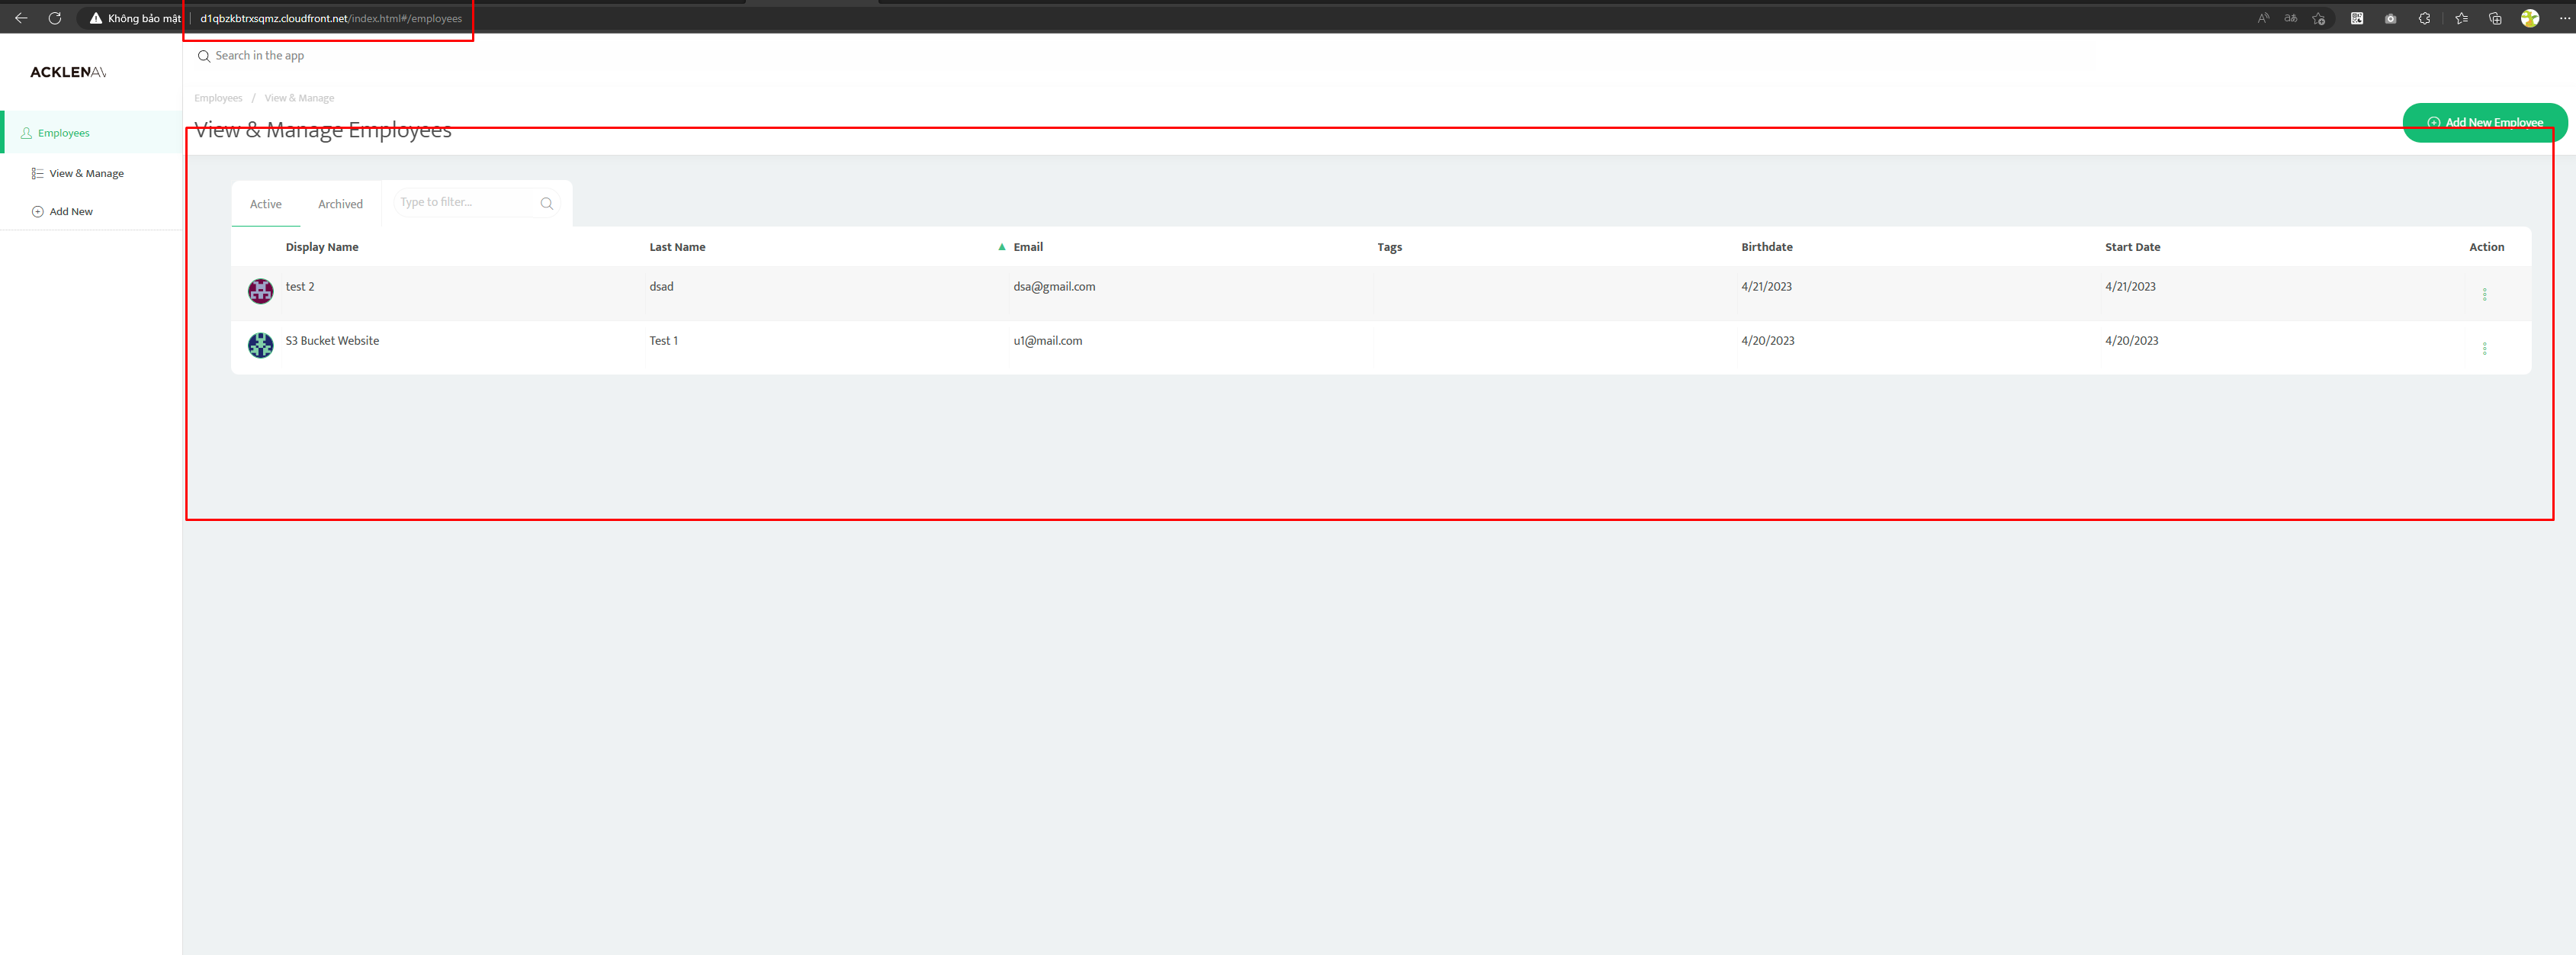 Không bảo mật d1qbzkbtrxsqmz.cloudfront.net/index.html#/employees
Search in the app
ACKLENAV
Employees / View & Manage
View & Manage Employees
Add New Employee
Employees
View & Manage
Add New
Active Archived Type to filter...
Display Name Last Name ▲ Email Tags Birthdate Start Date Action
test 2 dsad dsa@gmail.com 4/21/2023 4/21/2023
S3 Bucket Website Test 1 u1@mail.com 4/20/2023 4/20/2023